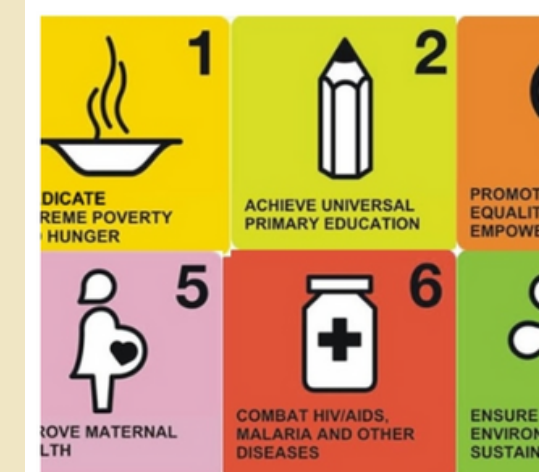 1
DICATE
REME POVERTY
HUNGER
2
ACHIEVE UNIVERSAL
PRIMARY EDUCATION
PROMOT
EQUALIT
EMPOWE
5
ROVE MATERNAL
LTH
6
COMBAT HIV/AIDS,
MALARIA AND OTHER
DISEASES
ENSURE
ENVIRON
SUSTAIN